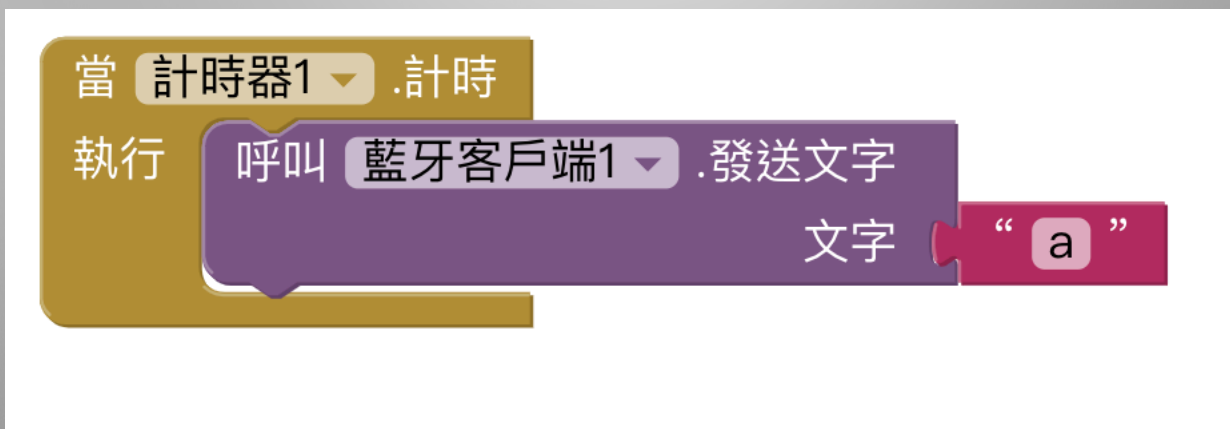 當 計時器1 .計時
執行 呼叫 藍牙客戶端1 .發送文字
文字 “ a ”